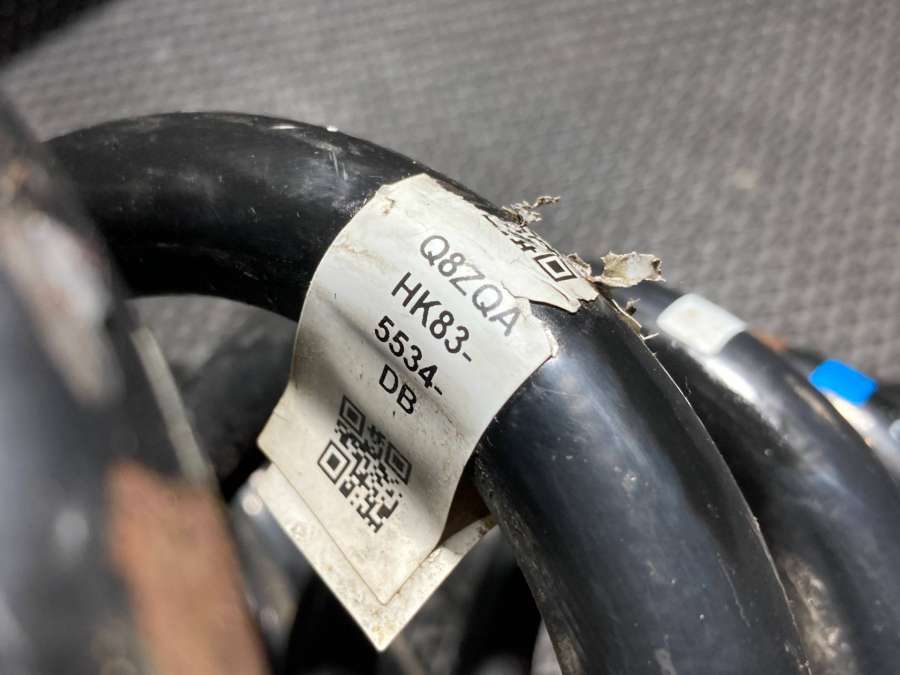 Q8ZQA
HK83-
5534-
DB